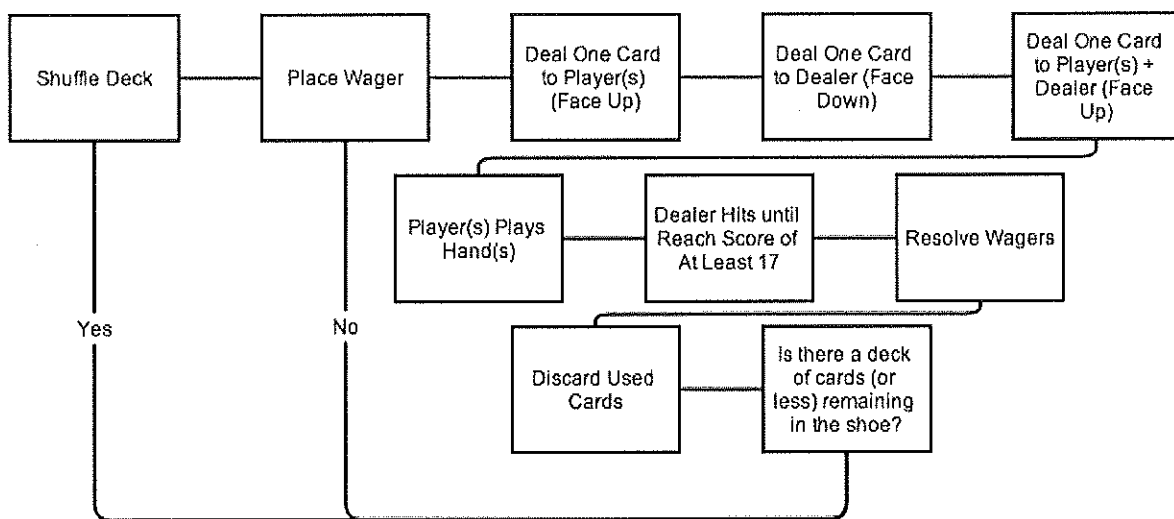 Shuffle Deck
Place Wager
Deal One Card
to Player(s)
(Face Up)
Deal One Card
to Dealer (Face
Down)
Deal One Card
to Player(s) +
Dealer (Face
Up)
Player(s) Plays
Hand(s)
Dealer Hits until
Reach Score of
At Least 17
Resolve Wagers
Yes
No
Discard Used
Cards
Is there a deck
of cards (or
less) remaining
in the shoe?